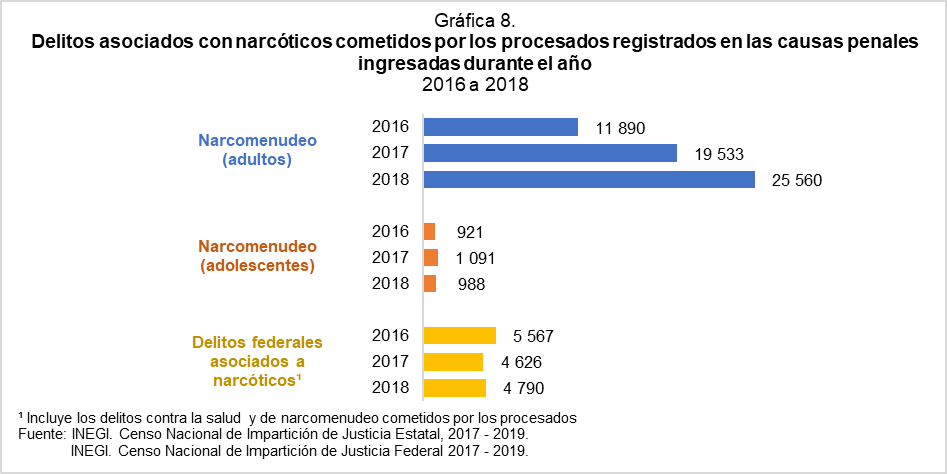 Gráfica 8.
Delitos asociados con narcóticos cometidos por los procesados registrados en las causas penales
ingresadas durante el año
2016 a 2018
Narcomenudeo
(adultos)
2016 11 890
2017 19 533
2018 25 560
Narcomenudeo
(adolescentes)
2016 921
2017 1 091
2018 988
Delitos federales
asociados a
narcóticos¹
2016 5 567
2017 4 626
2018 4 790
¹ Incluye los delitos contra la salud y de narcomenudeo cometidos por los procesados
Fuente: INEGI. Censo Nacional de Impartición de Justicia Estatal, 2017 - 2019.
INEGI. Censo Nacional de Impartición de Justicia Federal 2017 - 2019.